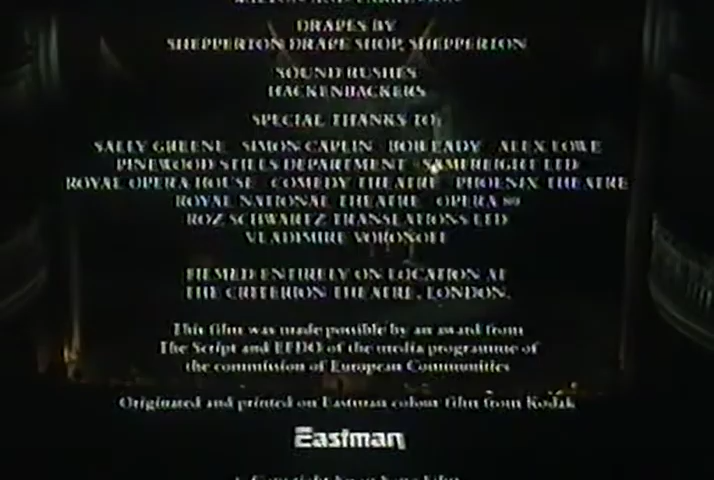 DRAPES BY
SHEPPERTON DRAPE SHOP, SHEPPERTON
SOUND RUSHES
HACKENBACKERS
SPECIAL THANKS TO:
SALLY GREENE SIMON CAPLIN BOB EADY ALEX LOWE
PINEWOOD STILLS DEPARTMENT SAMFREIGHT LTD
ROYAL OPERA HOUSE COMEDY THEATRE PHOENIX THEATRE
ROYAL NATIONAL THEATRE OPERA 80
ROZ SCHWARTZ TRANSLATIONS LTD
VLADIMIRE VORONOFF
FILMED ENTIRELY ON LOCATION AT
THE CRITERION THEATRE, LONDON.
This film was made possible by an award from
The Script and EFDO of the media programme of
the commission of European Communities
Originated and printed on Eastman colour film from Kodak
Eastman